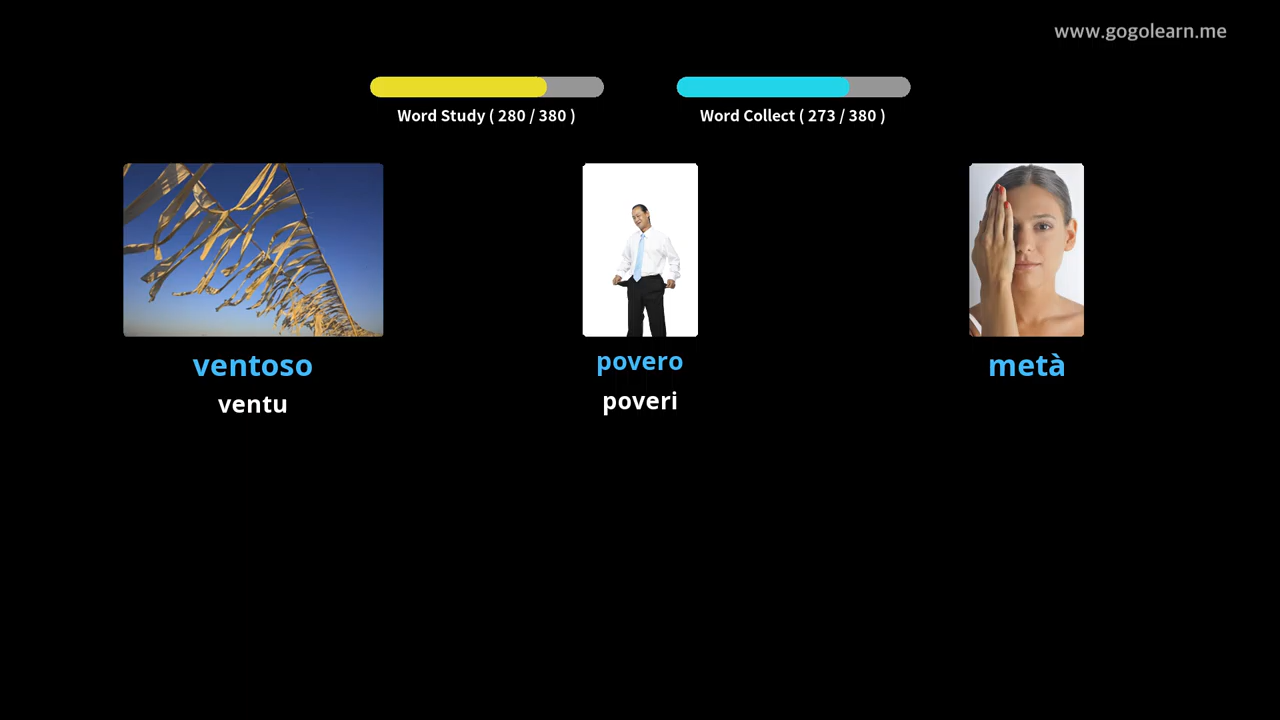 www.gogolearn.me
Word Study ( 280 / 380 )
Word Collect ( 273 / 380 )
ventoso
povero
metà
ventu
poveri